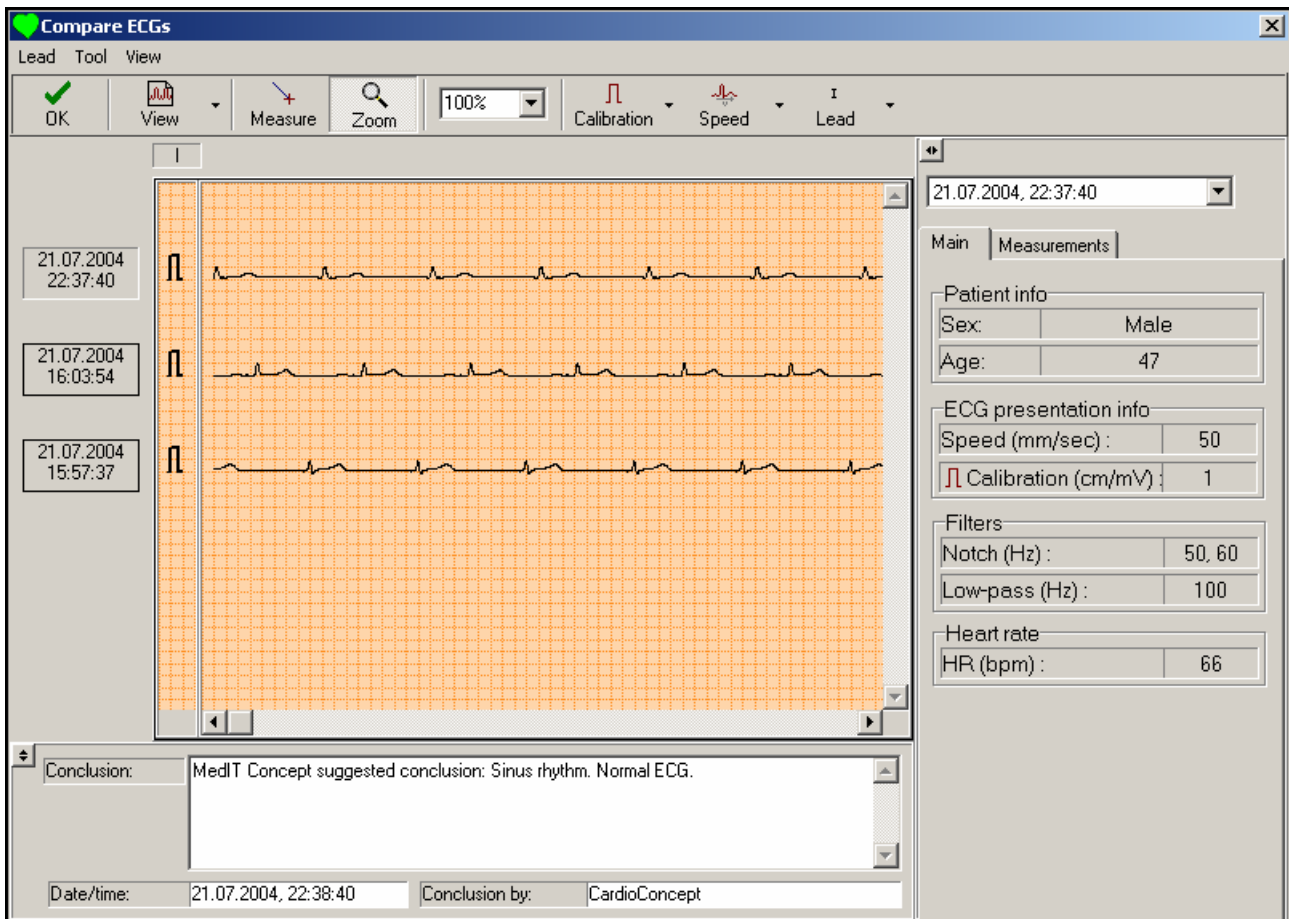 Compare ECGs
Lead Tool View
OK View Measure Zoom 100% Calibration Speed I Lead
I
21.07.2004
22:37:40
21.07.2004
16:03:54
21.07.2004
15:57:37
21.07.2004, 22:37:40
Main Measurements
Patient info
Sex: Male
Age: 47
ECG presentation info
Speed (mm/sec) : 50
Calibration (cm/mV) : 1
Filters
Notch (Hz) : 50, 60
Low-pass (Hz) : 100
Heart rate
HR (bpm) : 66
Conclusion: MedIT Concept suggested conclusion: Sinus rhythm. Normal ECG.
Date/time: 21.07.2004, 22:38:40 Conclusion by: CardioConcept